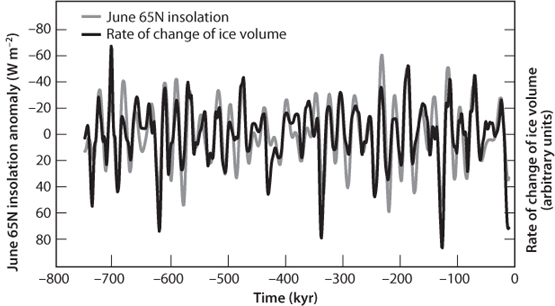 June 65N insolation
Rate of change of ice volume
June 65N insolation anomaly (W m⁻²)
–80
–60
–40
–20
0
20
40
60
80
Rate of change of ice volume
(arbitrary units)
–800 –700 –600 –500 –400 –300 –200 –100 0
Time (kyr)